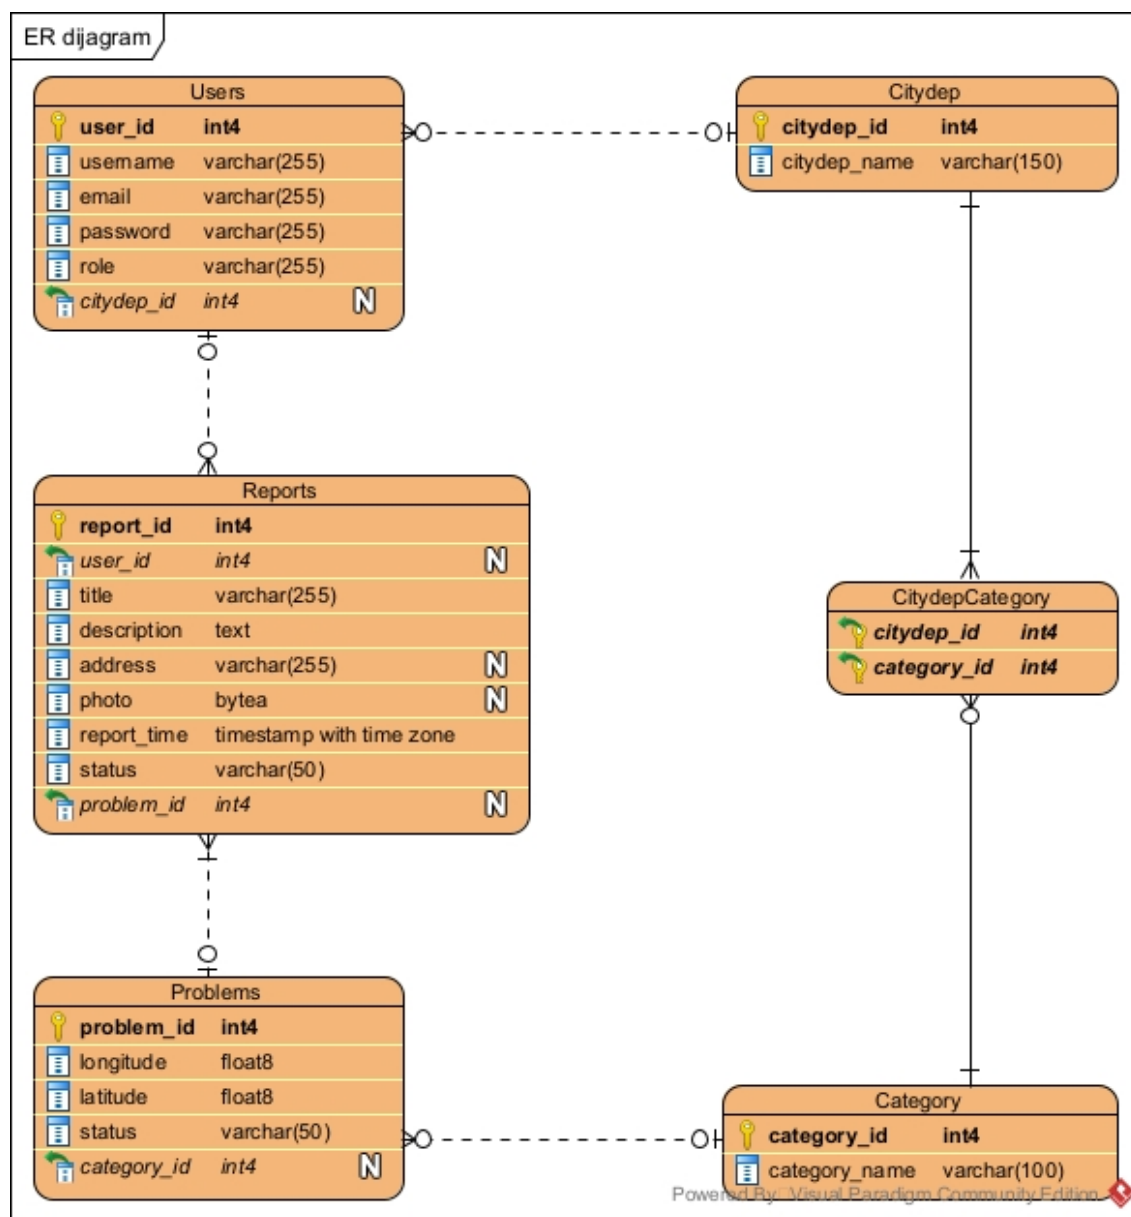 ER dijagram
Users
user_id int4
username varchar(255)
email varchar(255)
password varchar(255)
role varchar(255)
citydep_id int4 N
Citydep
citydep_id int4
citydep_name varchar(150)
Reports
report_id int4
user_id int4 N
title varchar(255)
description text
address varchar(255) N
photo bytea N
report_time timestamp with time zone
status varchar(50)
problem_id int4 N
CitydepCategory
citydep_id int4
category_id int4
Problems
problem_id int4
longitude float8
latitude float8
status varchar(50)
category_id int4 N
Category
category_id int4
category_name varchar(100)
Powered By Visual Paradigm Community Edition